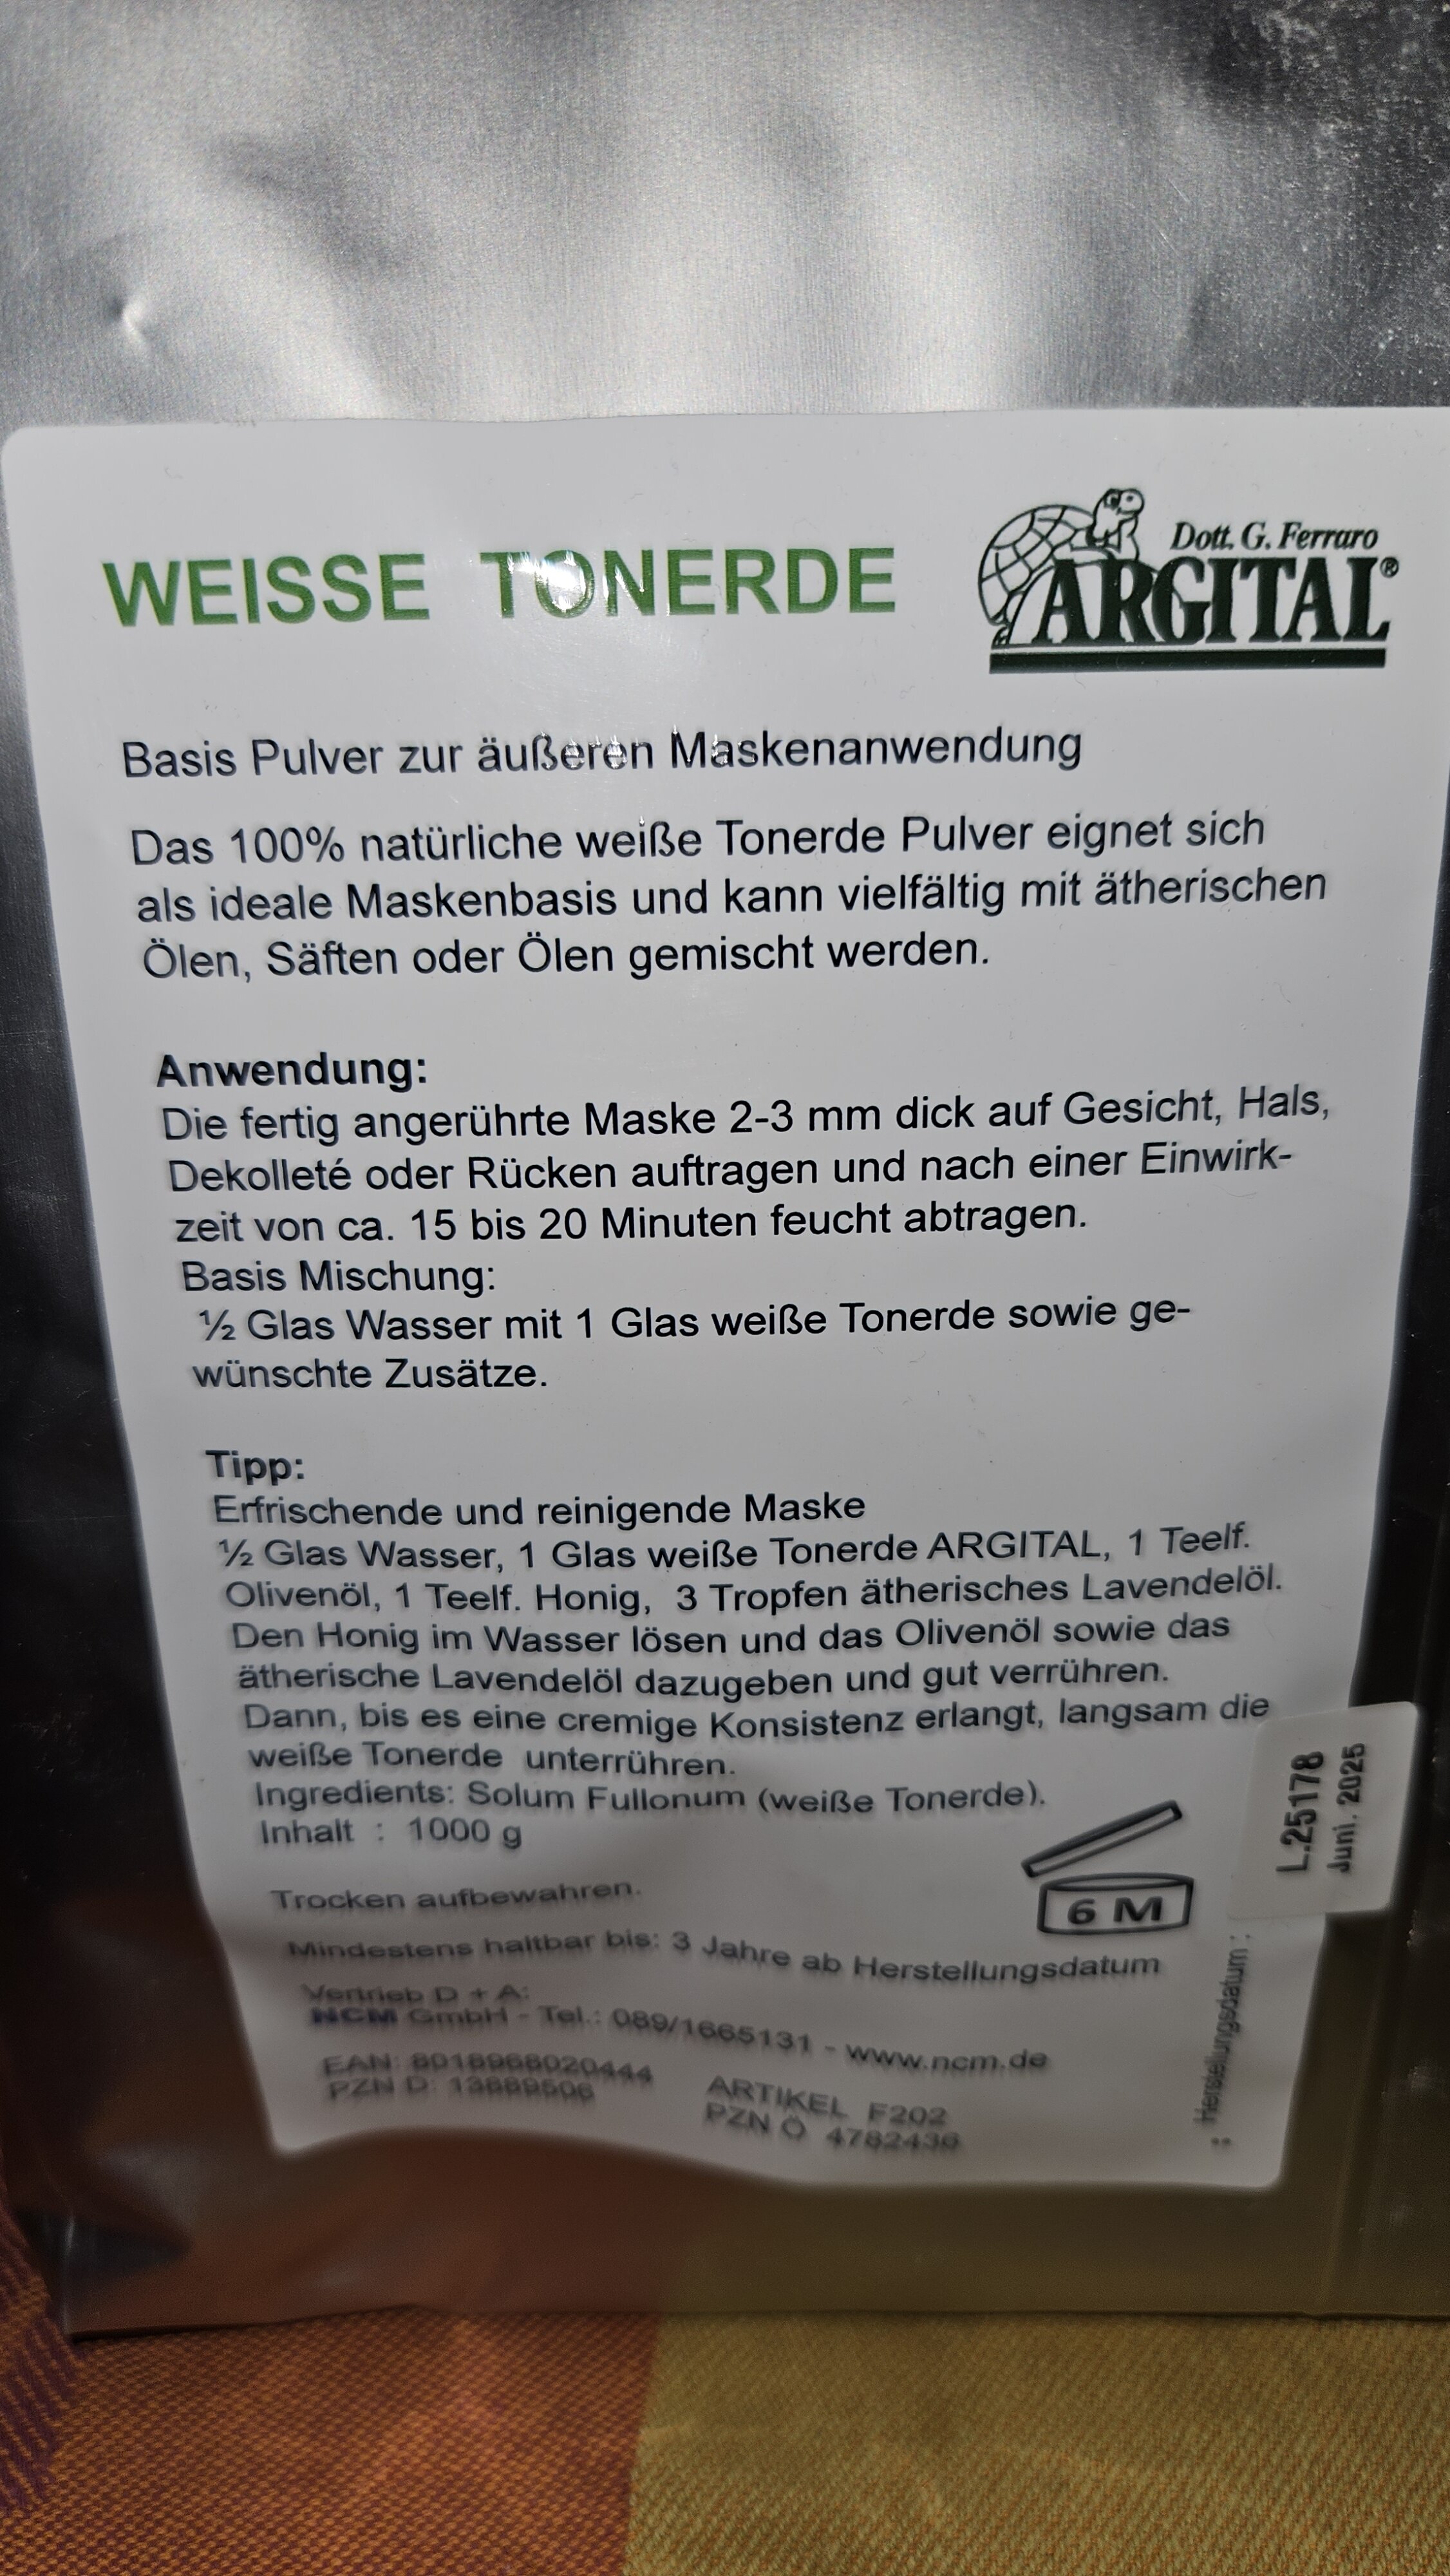 WEISSE TONERDE
Dott. G. Ferraro
ARGITAL®
Basis Pulver zur äußeren Maskenanwendung
Das 100% natürliche weiße Tonerde Pulver eignet sich
als ideale Maskenbasis und kann vielfältig mit ätherischen
Ölen, Säften oder Ölen gemischt werden.
Anwendung:
Die fertig angerührte Maske 2-3 mm dick auf Gesicht, Hals,
Dekolleté oder Rücken auftragen und nach einer Einwirk-
zeit von ca. 15 bis 20 Minuten feucht abtragen.
Basis Mischung:
½ Glas Wasser mit 1 Glas weiße Tonerde sowie ge-
wünschte Zusätze.
Tipp:
Erfrischende und reinigende Maske
½ Glas Wasser, 1 Glas weiße Tonerde ARGITAL, 1 Teelf.
Olivenöl, 1 Teelf. Honig, 3 Tropfen ätherisches Lavendelöl.
Den Honig im Wasser lösen und das Olivenöl sowie das
ätherische Lavendelöl dazugeben und gut verrühren.
Dann, bis es eine cremige Konsistenz erlangt, langsam die
weiße Tonerde unterrühren.
Ingredients: Solum Fullonum (weiße Tonerde).
Inhalt : 1000 g
6 M
L.25178
Juni. 2025
Trocken aufbewahren.
Mindestens haltbar bis: 3 Jahre ab Herstellungsdatum
Herstellungsdatum :
Vertrieb D + A:
NCM GmbH - Tel.: 089/1665131 - www.ncm.de
EAN: 8018968020444
PZN D: 13889506
ARTIKEL F202
PZN Ö 4782436